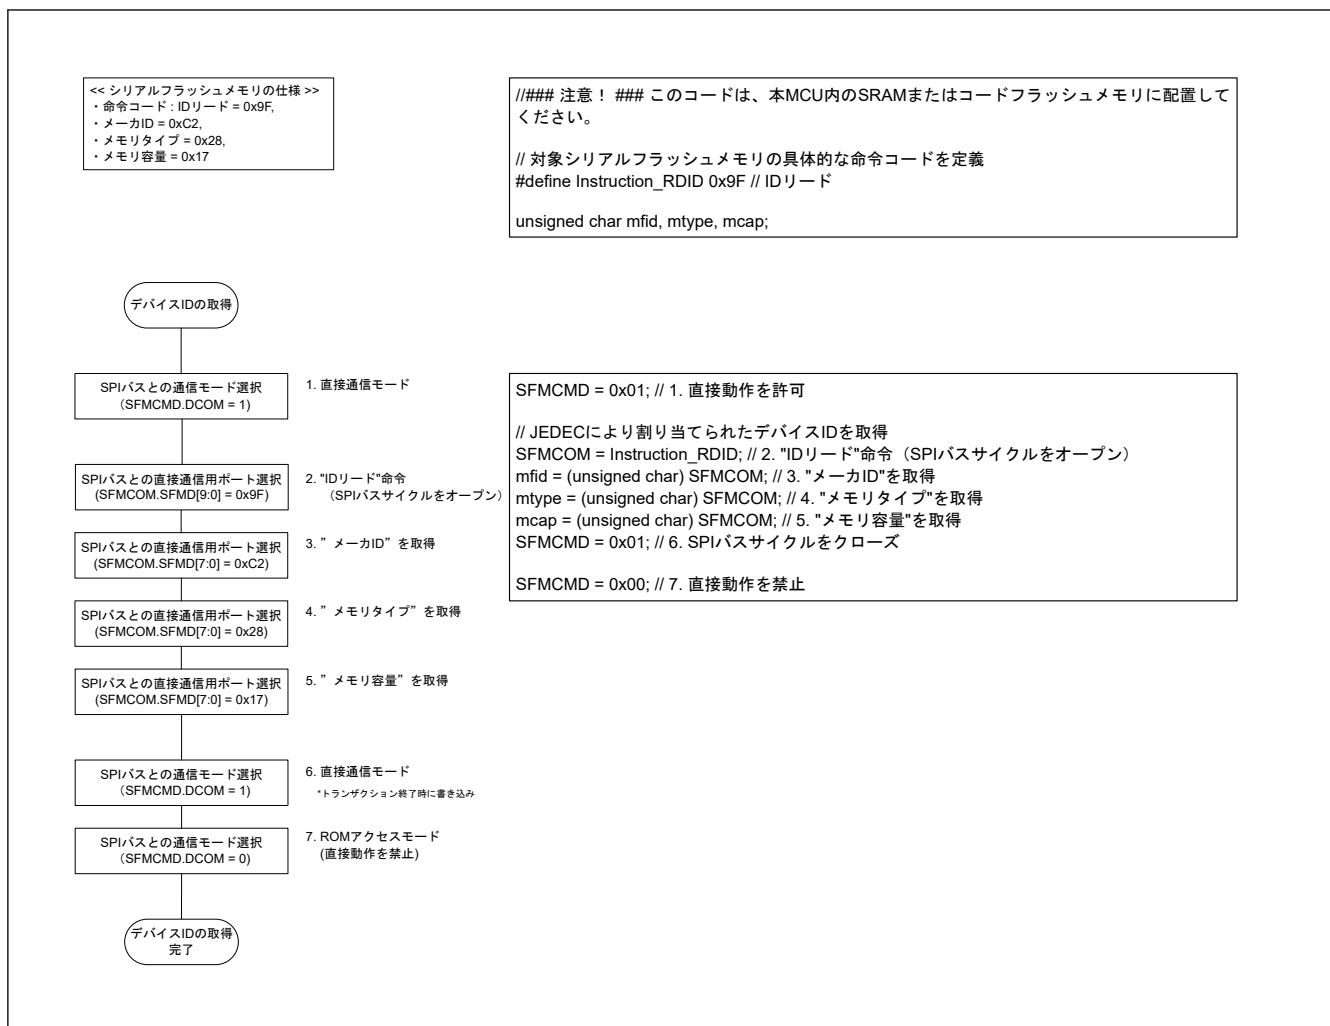 << シリアルフラッシュメモリの仕様 >>
・命令コード : IDリード = 0x9F,
・メーカID = 0xC2,
・メモリタイプ = 0x28,
・メモリ容量 = 0x17
//### 注意！ ### このコードは、本MCU内のSRAMまたはコードフラッシュメモリに配置して
ください。
// 対象シリアルフラッシュメモリの具体的な命令コードを定義
#define Instruction_RDID 0x9F // IDリード
unsigned char mfid, mtype, mcap;
デバイスIDの取得
SPIバスとの通信モード選択
（SFMCMD.DCOM = 1)
1. 直接通信モード
SPIバスとの直接通信用ポート選択
(SFMCOM.SFMD[9:0] = 0x9F)
2. "IDリード"命令
（SPIバスサイクルをオープン）
SPIバスとの直接通信用ポート選択
(SFMCOM.SFMD[7:0] = 0xC2)
3. ”メーカID”を取得
SPIバスとの直接通信用ポート選択
(SFMCOM.SFMD[7:0] = 0x28)
4. ”メモリタイプ”を取得
SPIバスとの直接通信用ポート選択
(SFMCOM.SFMD[7:0] = 0x17)
5. ”メモリ容量”を取得
SPIバスとの通信モード選択
（SFMCMD.DCOM = 1)
6. 直接通信モード
*トランザクション終了時に書き込み
SPIバスとの通信モード選択
（SFMCMD.DCOM = 0)
7. ROMアクセスモード
(直接動作を禁止)
デバイスIDの取得
完了
SFMCMD = 0x01; // 1. 直接動作を許可
// JEDECにより割り当てられたデバイスIDを取得
SFMCOM = Instruction_RDID; // 2. "IDリード"命令（SPIバスサイクルをオープン）
mfid = (unsigned char) SFMCOM; // 3. "メーカID"を取得
mtype = (unsigned char) SFMCOM; // 4. "メモリタイプ"を取得
mcap = (unsigned char) SFMCOM; // 5. "メモリ容量"を取得
SFMCMD = 0x01; // 6. SPIバスサイクルをクローズ
SFMCMD = 0x00; // 7. 直接動作を禁止